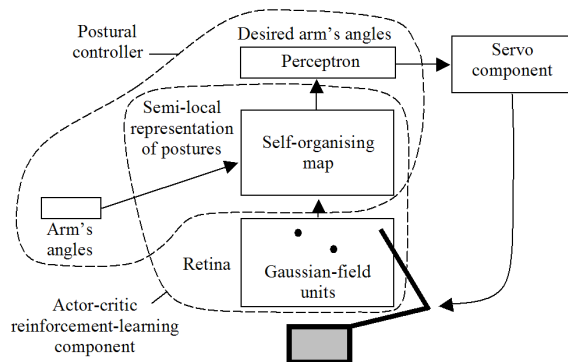 Postural
controller
Desired arm's angles
Perceptron
Servo
component
Semi-local
representation
of postures
Self-organising
map
Arm's
angles
Retina
Gaussian-field
units
Actor-critic
reinforcement-learning
component